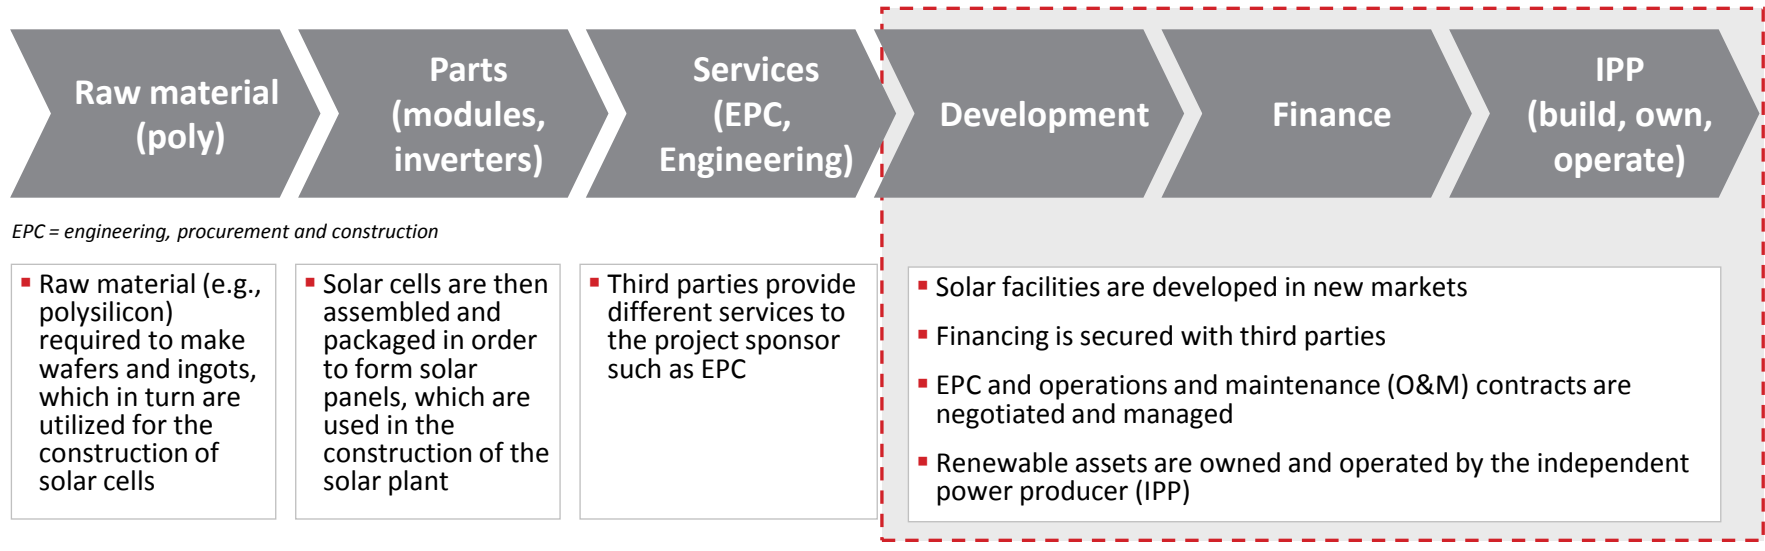 Raw material
(poly)
Parts
(modules,
inverters)
Services
(EPC,
Engineering)
Development
Finance
IPP
(build, own,
operate)
EPC = engineering, procurement and construction
Raw material (e.g.,
polysilicon)
required to make
wafers and ingots,
which in turn are
utilized for the
construction of
solar cells
Solar cells are then
assembled and
packaged in order
to form solar
panels, which are
used in the
construction of the
solar plant
Third parties provide
different services to
the project sponsor
such as EPC
Solar facilities are developed in new markets
Financing is secured with third parties
EPC and operations and maintenance (O&M) contracts are
negotiated and managed
Renewable assets are owned and operated by the independent
power producer (IPP)